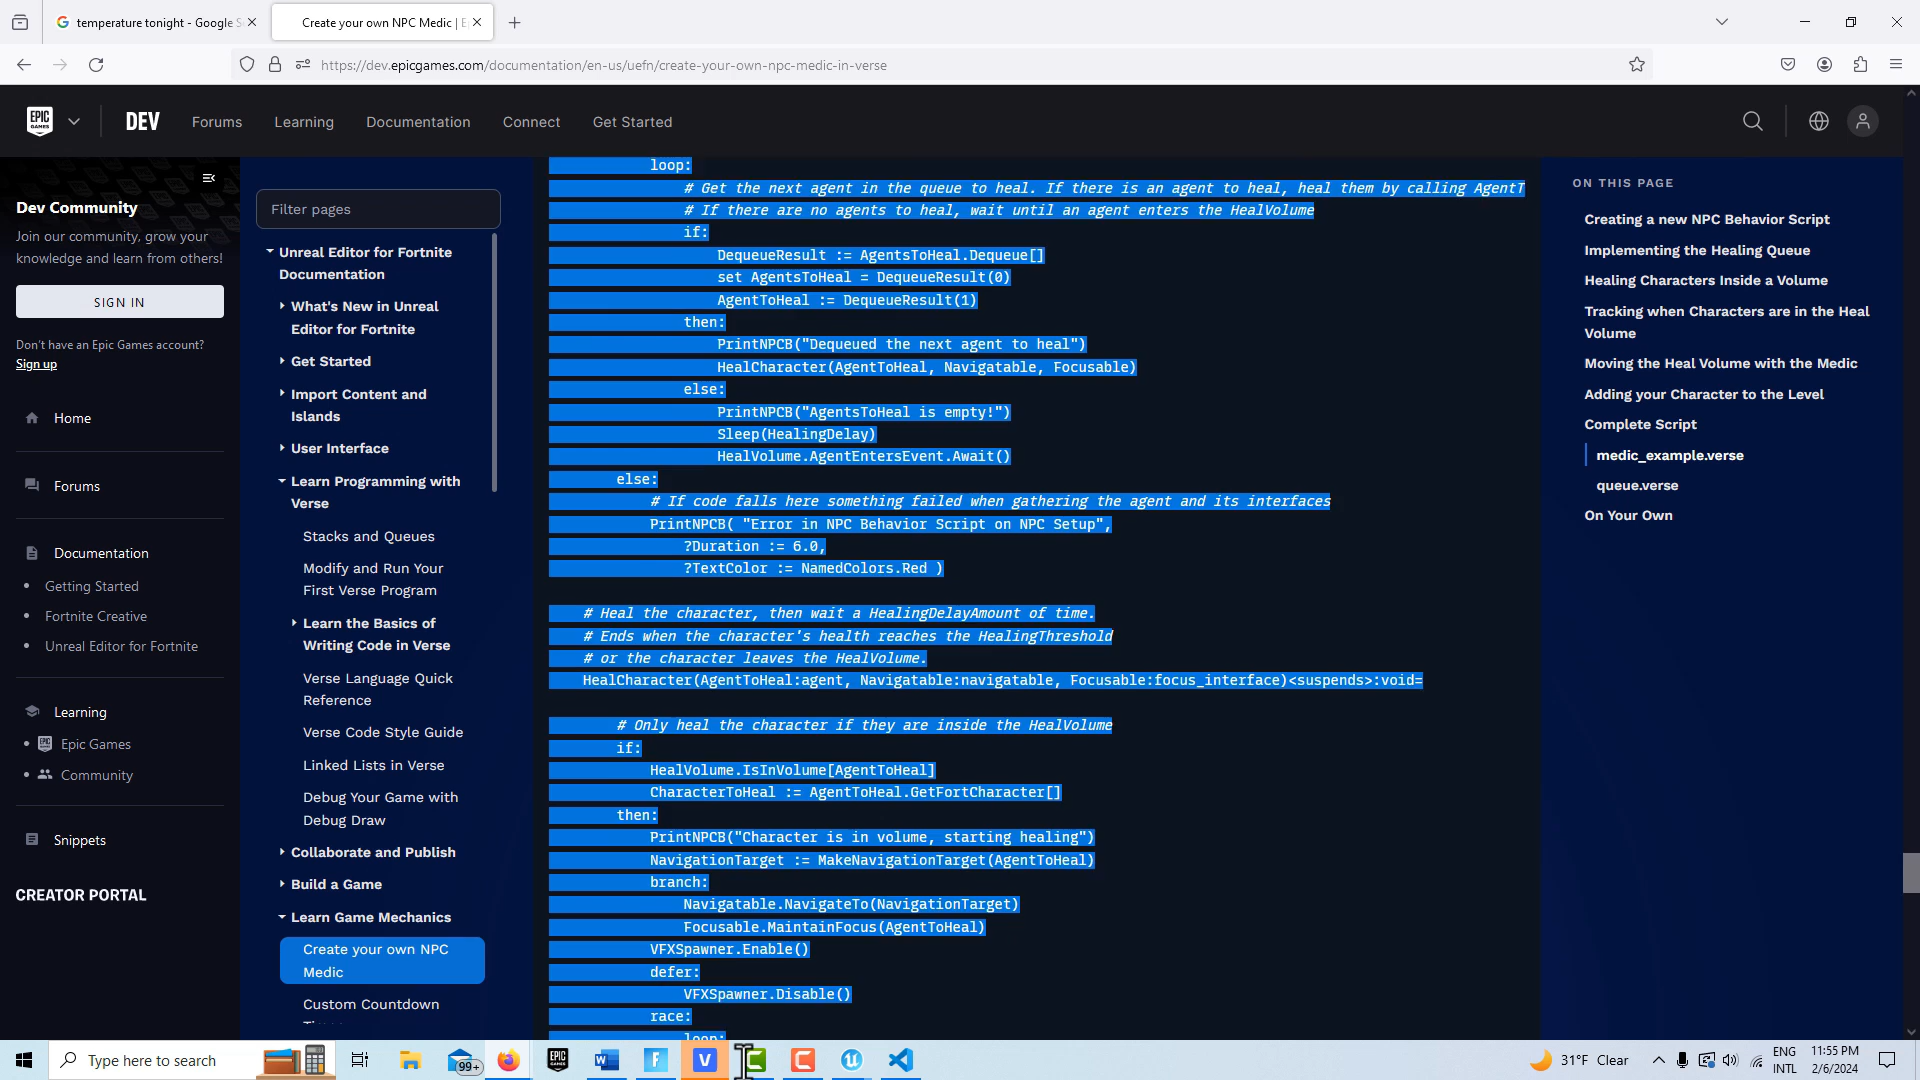 temperature tonight - Google S
Create your own NPC Medic | E
https://dev.epicgames.com/documentation/en-us/uefn/create-your-own-npc-medic-in-verse
EPIC GAMES
DEV
Forums
Learning
Documentation
Connect
Get Started
Dev Community
Join our community, grow your
knowledge and learn from others!
SIGN IN
Don't have an Epic Games account?
Sign up
Home
Forums
Documentation
Getting Started
Fortnite Creative
Unreal Editor for Fortnite
Learning
Epic Games
Community
Snippets
CREATOR PORTAL
Filter pages
Unreal Editor for Fortnite
Documentation
What's New in Unreal
Editor for Fortnite
Get Started
Import Content and
Islands
User Interface
Learn Programming with
Verse
Stacks and Queues
Modify and Run Your
First Verse Program
Learn the Basics of
Writing Code in Verse
Verse Language Quick
Reference
Verse Code Style Guide
Linked Lists in Verse
Debug Your Game with
Debug Draw
Collaborate and Publish
Build a Game
Learn Game Mechanics
Create your own NPC
Medic
Custom Countdown
loop:
# Get the next agent in the queue to heal. If there is an agent to heal, heal them by calling AgentT
# If there are no agents to heal, wait until an agent enters the HealVolume
if:
DequeueResult := AgentsToHeal.Dequeue[]
set AgentsToHeal = DequeueResult(0)
AgentToHeal := DequeueResult(1)
then:
PrintNPCB("Dequeued the next agent to heal")
HealCharacter(AgentToHeal, Navigatable, Focusable)
else:
PrintNPCB("AgentsToHeal is empty!")
Sleep(HealingDelay)
HealVolume.AgentEntersEvent.Await()
else:
# If code falls here something failed when gathering the agent and its interfaces
PrintNPCB( "Error in NPC Behavior Script on NPC Setup",
?Duration := 6.0,
?TextColor := NamedColors.Red )
# Heal the character, then wait a HealingDelayAmount of time.
# Ends when the character's health reaches the HealingThreshold
# or the character leaves the HealVolume.
HealCharacter(AgentToHeal:agent, Navigatable:navigatable, Focusable:focus_interface)<suspends>:void=
# Only heal the character if they are inside the HealVolume
if:
HealVolume.IsInVolume[AgentToHeal]
CharacterToHeal := AgentToHeal.GetFortCharacter[]
then:
PrintNPCB("Character is in volume, starting healing")
NavigationTarget := MakeNavigationTarget(AgentToHeal)
branch:
Navigatable.NavigateTo(NavigationTarget)
Focusable.MaintainFocus(AgentToHeal)
VFXSpawner.Enable()
defer:
VFXSpawner.Disable()
race:
loop:
ON THIS PAGE
Creating a new NPC Behavior Script
Implementing the Healing Queue
Healing Characters Inside a Volume
Tracking when Characters are in the Heal
Volume
Moving the Heal Volume with the Medic
Adding your Character to the Level
Complete Script
medic_example.verse
queue.verse
On Your Own
Type here to search
99+
31°F Clear
ENG
INTL
11:55 PM
2/6/2024